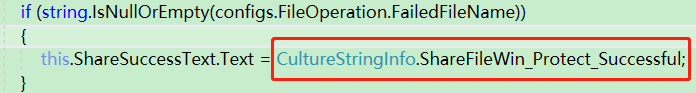 if (string.IsNullOrEmpty(configs.FileOperation.FailedFileName))
{
this.ShareSuccessText.Text = CultureStringInfo.ShareFileWin_Protect_Successful;
}